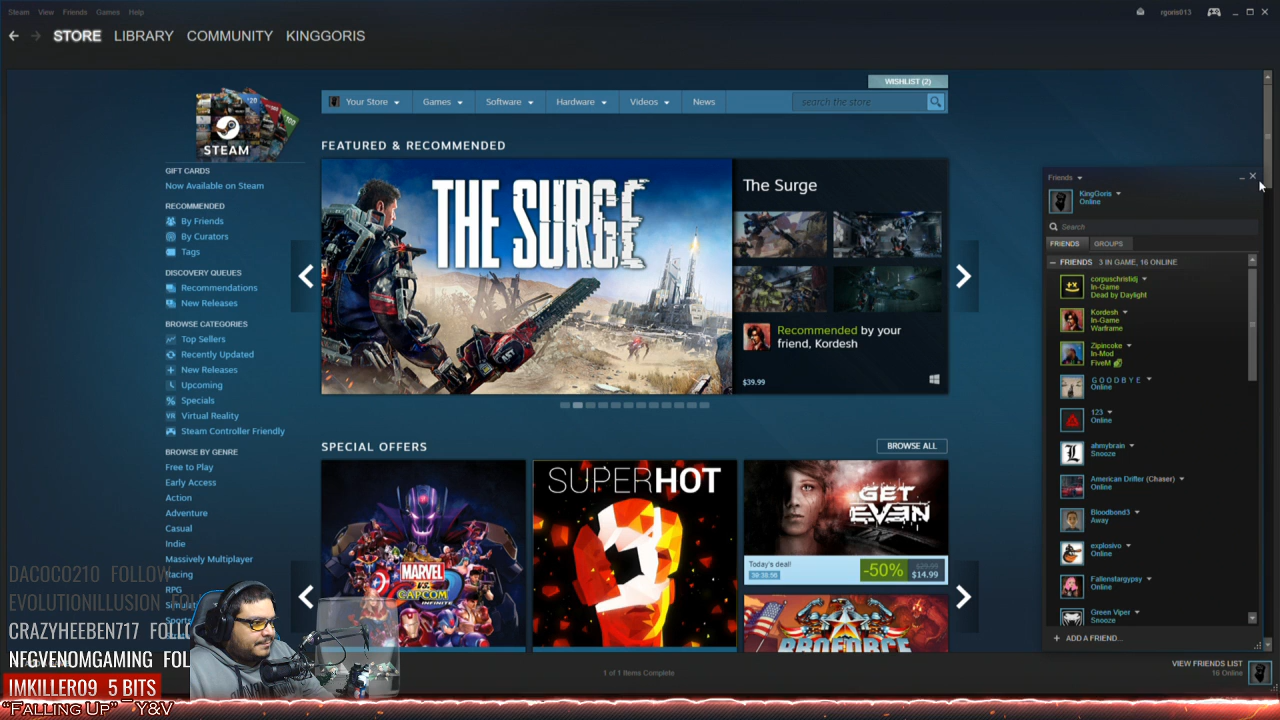 Steam View Friends Games Help
rgoris013
STORE LIBRARY COMMUNITY KINGGORIS
WISHLIST (2)
Your Store Games Software Hardware Videos News
search the store
STEAM
GIFT CARDS
Now Available on Steam
RECOMMENDED
By Friends
By Curators
Tags
DISCOVERY QUEUES
Recommendations
New Releases
BROWSE CATEGORIES
Top Sellers
Recently Updated
New Releases
Upcoming
Specials
Virtual Reality
Steam Controller Friendly
BROWSE BY GENRE
Free to Play
Early Access
Action
Adventure
Casual
Indie
Massively Multiplayer
Racing
RPG
FEATURED & RECOMMENDED
THE SURGE
The Surge
Recommended by your
friend, Kordesh
$39.99
SPECIAL OFFERS
BROWSE ALL
MARVEL
VS
CAPCOM
INFINITE
SUPERHOT
GET
EVEN
Today's deal!
-50%
$29.99
$14.99
BROFORCE
1 of 1 Items Complete
Friends
KingGoris
Online
Search
FRIENDS GROUPS
FRIENDS 3 IN GAME, 16 ONLINE
corpuschristidj
In-Game
Dead by Daylight
Kordesh
In-Game
Warframe
Zipincoke
In-Mod
FiveM
G O O D B Y E
Online
123
Online
ahmybrain
Snooze
American Drifter (Chaser)
Online
Bloodbond3
Away
explosivo
Online
Fallenstargypsy
Online
Green Viper
Snooze
+ ADD A FRIEND...
VIEW FRIENDS LIST
16 Online
DACOCO210 FOLLOW
EVOLUTIONILLUSION
CRAZYHEEBEN717 FOLL
NFGVENOMGAMING FOL
IMKILLER09 5 BITS
"FALLING UP" ~ Y&V